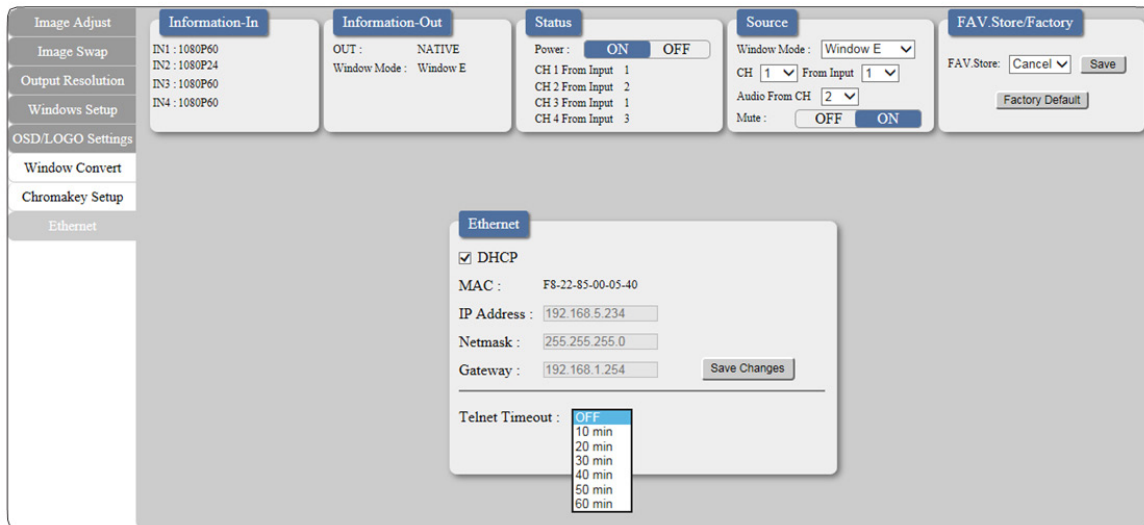 Image Adjust
Image Swap
Output Resolution
Windows Setup
OSD/LOGO Settings
Window Convert
Chromakey Setup
Ethernet
Information-In
IN1 : 1080P60
IN2 : 1080P24
IN3 : 1080P60
IN4 : 1080P60
Information-Out
OUT : NATIVE
Window Mode : Window E
Status
Power : ON OFF
CH 1 From Input 1
CH 2 From Input 2
CH 3 From Input 1
CH 4 From Input 3
Source
Window Mode : Window E
CH 1 From Input 1
Audio From CH 2
Mute : OFF ON
FAV.Store/Factory
FAV.Store: Cancel Save
Factory Default
Ethernet
DHCP
MAC : F8-22-85-00-05-40
IP Address : 192.168.5.234
Netmask : 255.255.255.0
Gateway : 192.168.1.254 Save Changes
Telnet Timeout : OFF
10 min
20 min
30 min
40 min
50 min
60 min